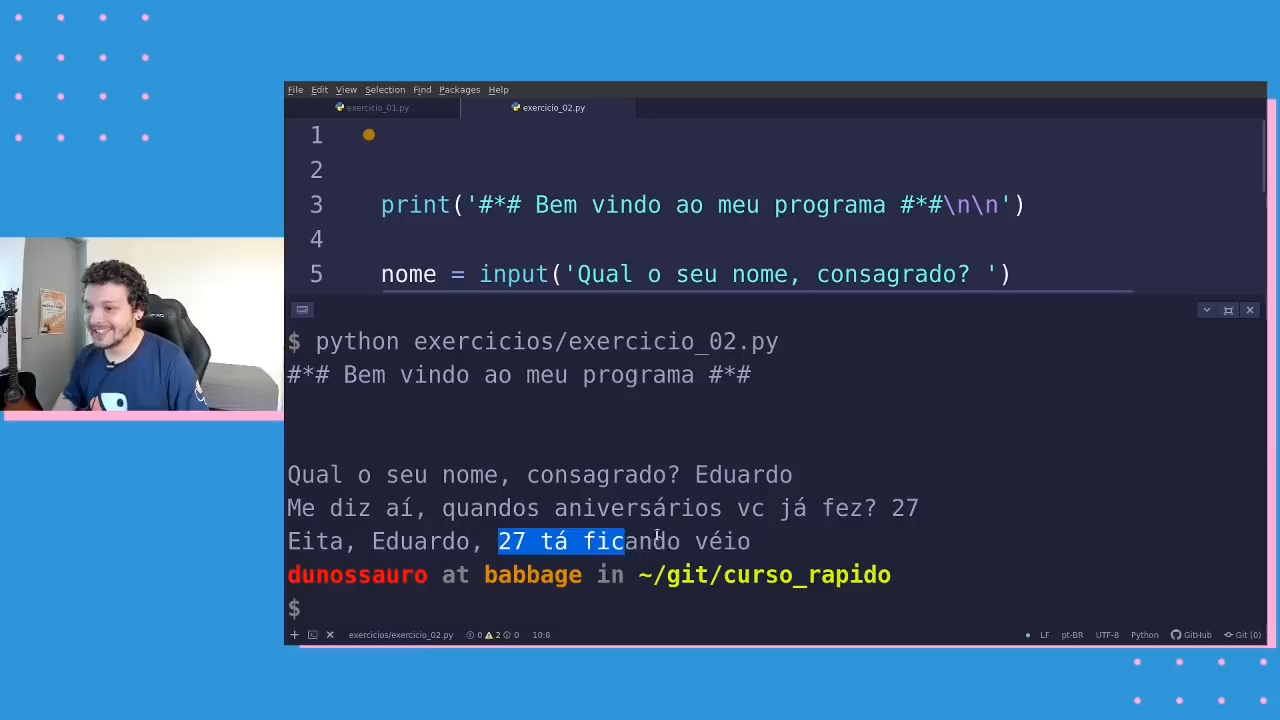 File Edit View Selection Find Packages Help
exercicio_01.py exercicio_02.py
1
2
3 print('#*# Bem vindo ao meu programa #*#\n\n')
4
5 nome = input('Qual o seu nome, consagrado? ')
$ python exercicios/exercicio_02.py
#*# Bem vindo ao meu programa #*#
Qual o seu nome, consagrado? Eduardo
Me diz aí, quandos aniversários vc já fez? 27
Eita, Eduardo, 27 tá ficando véio
dunossauro at babbage in ~/git/curso_rapido
$
exercicios/exercicio_02.py 0 2 0 10:8 LF pt-BR UTF-8 Python GitHub Git (0)